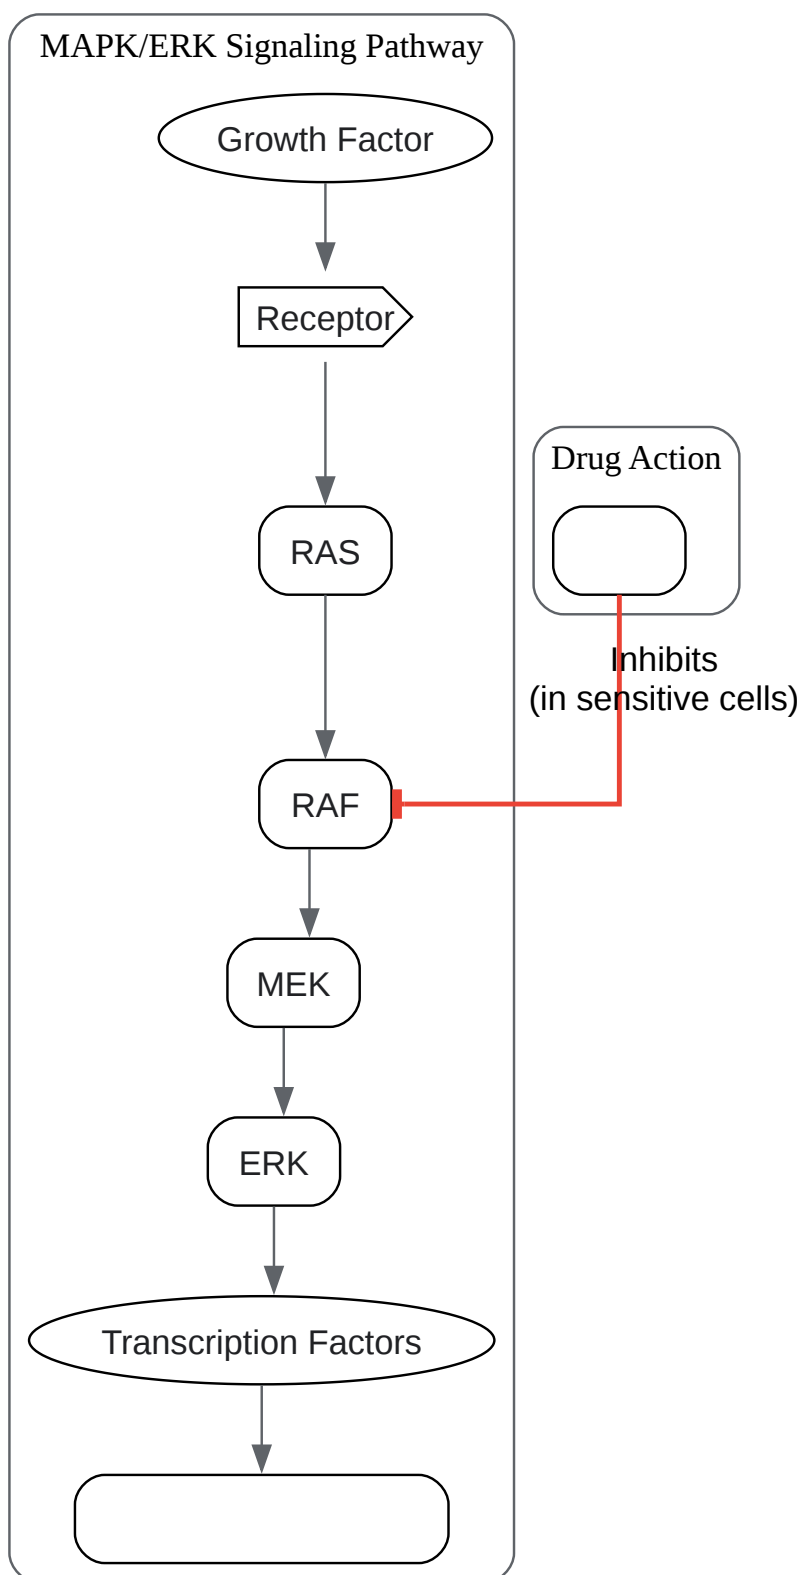 MAPK/ERK Signaling Pathway
Growth Factor
Receptor
RAS
Drug Action
Inhibits
(in sensitive cells)
RAF
MEK
ERK
Transcription Factors